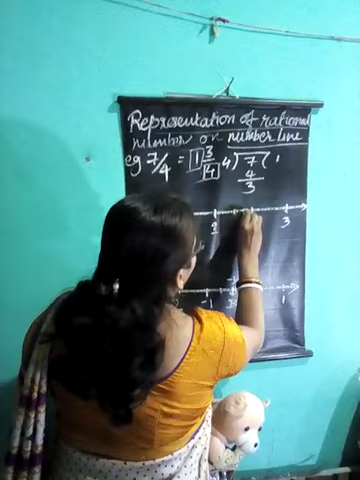 Representation of rational
number on number line
eg 7/4 = 1 3/4 4) 7 ( 1
4
3
2 3
-1 1